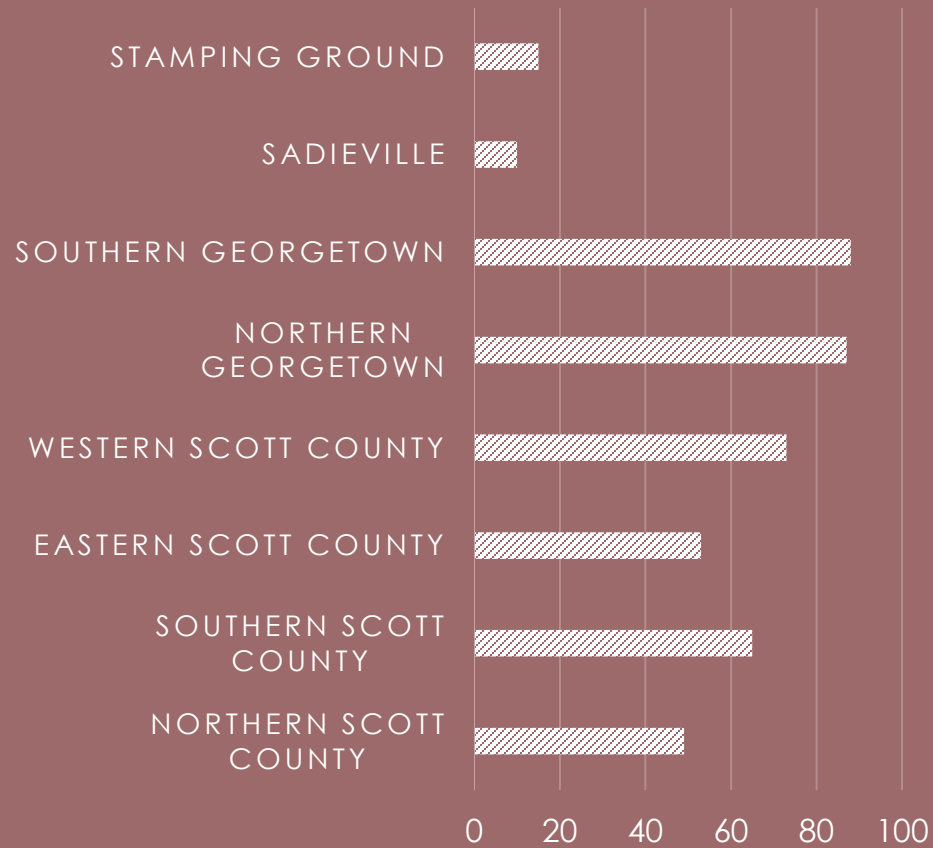 STAMPING GROUND
SADIEVILLE
SOUTHERN GEORGETOWN
NORTHERN
GEORGETOWN
WESTERN SCOTT COUNTY
EASTERN SCOTT COUNTY
SOUTHERN SCOTT
COUNTY
NORTHERN SCOTT
COUNTY
0 20 40 60 80 100